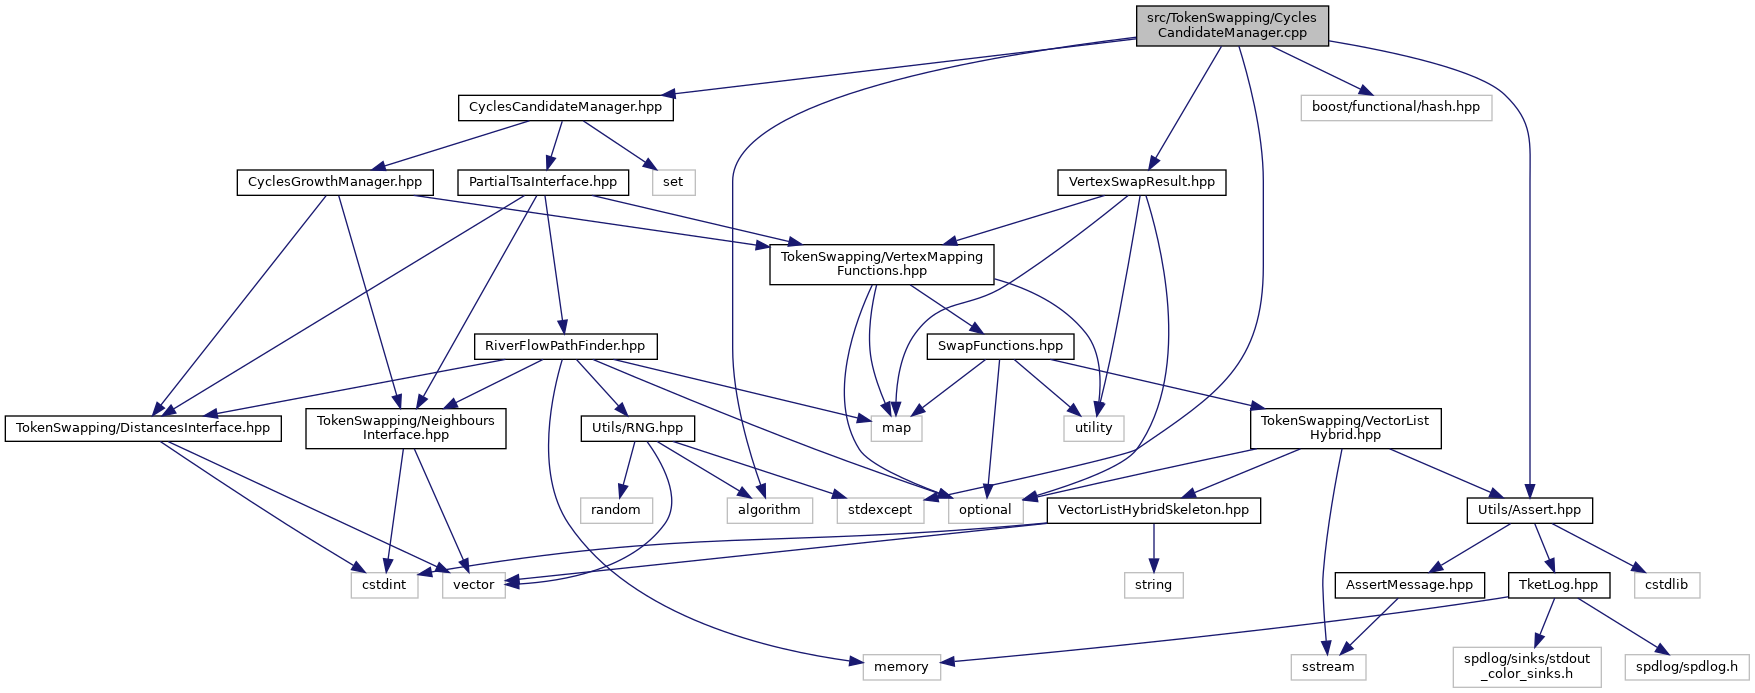 src/TokenSwapping/Cycles
CandidateManager.cpp
CyclesCandidateManager.hpp
boost/functional/hash.hpp
CyclesGrowthManager.hpp
PartialTsaInterface.hpp
set
VertexSwapResult.hpp
TokenSwapping/VertexMapping
Functions.hpp
RiverFlowPathFinder.hpp
SwapFunctions.hpp
TokenSwapping/DistancesInterface.hpp
TokenSwapping/Neighbours
Interface.hpp
Utils/RNG.hpp
map
utility
TokenSwapping/VectorList
Hybrid.hpp
random
algorithm
stdexcept
optional
VectorListHybridSkeleton.hpp
Utils/Assert.hpp
cstdint
vector
string
AssertMessage.hpp
TketLog.hpp
cstdlib
memory
sstream
spdlog/sinks/stdout
_color_sinks.h
spdlog/spdlog.h